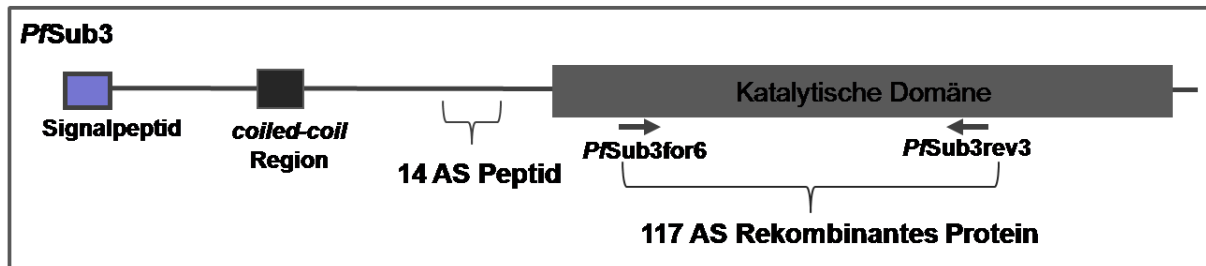 PfSub3
Katalytische Domäne
Signalpeptid
coiled-coil
Region
14 AS Peptid
PfSub3for6
PfSub3rev3
117 AS Rekombinantes Protein